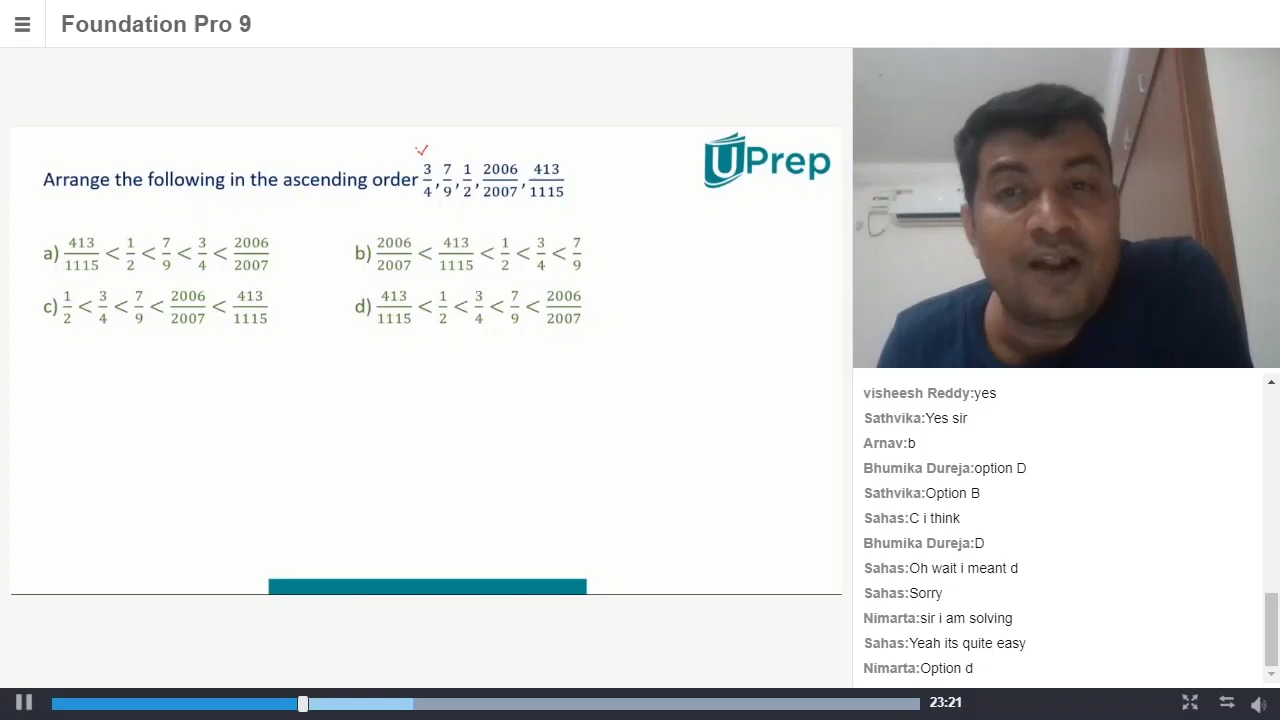 Foundation Pro 9
UPrep
Arrange the following in the ascending order 3/4, 7/9, 1/2, 2006/2007, 413/1115
a) 413/1115 < 1/2 < 7/9 < 3/4 < 2006/2007
b) 2006/2007 < 413/1115 < 1/2 < 3/4 < 7/9
c) 1/2 < 3/4 < 7/9 < 2006/2007 < 413/1115
d) 413/1115 < 1/2 < 3/4 < 7/9 < 2006/2007
visheesh Reddy:yes
Sathvika:Yes sir
Arnav:b
Bhumika Dureja:option D
Sathvika:Option B
Sahas:C i think
Bhumika Dureja:D
Sahas:Oh wait i meant d
Sahas:Sorry
Nimarta:sir i am solving
Sahas:Yeah its quite easy
Nimarta:Option d
23:21